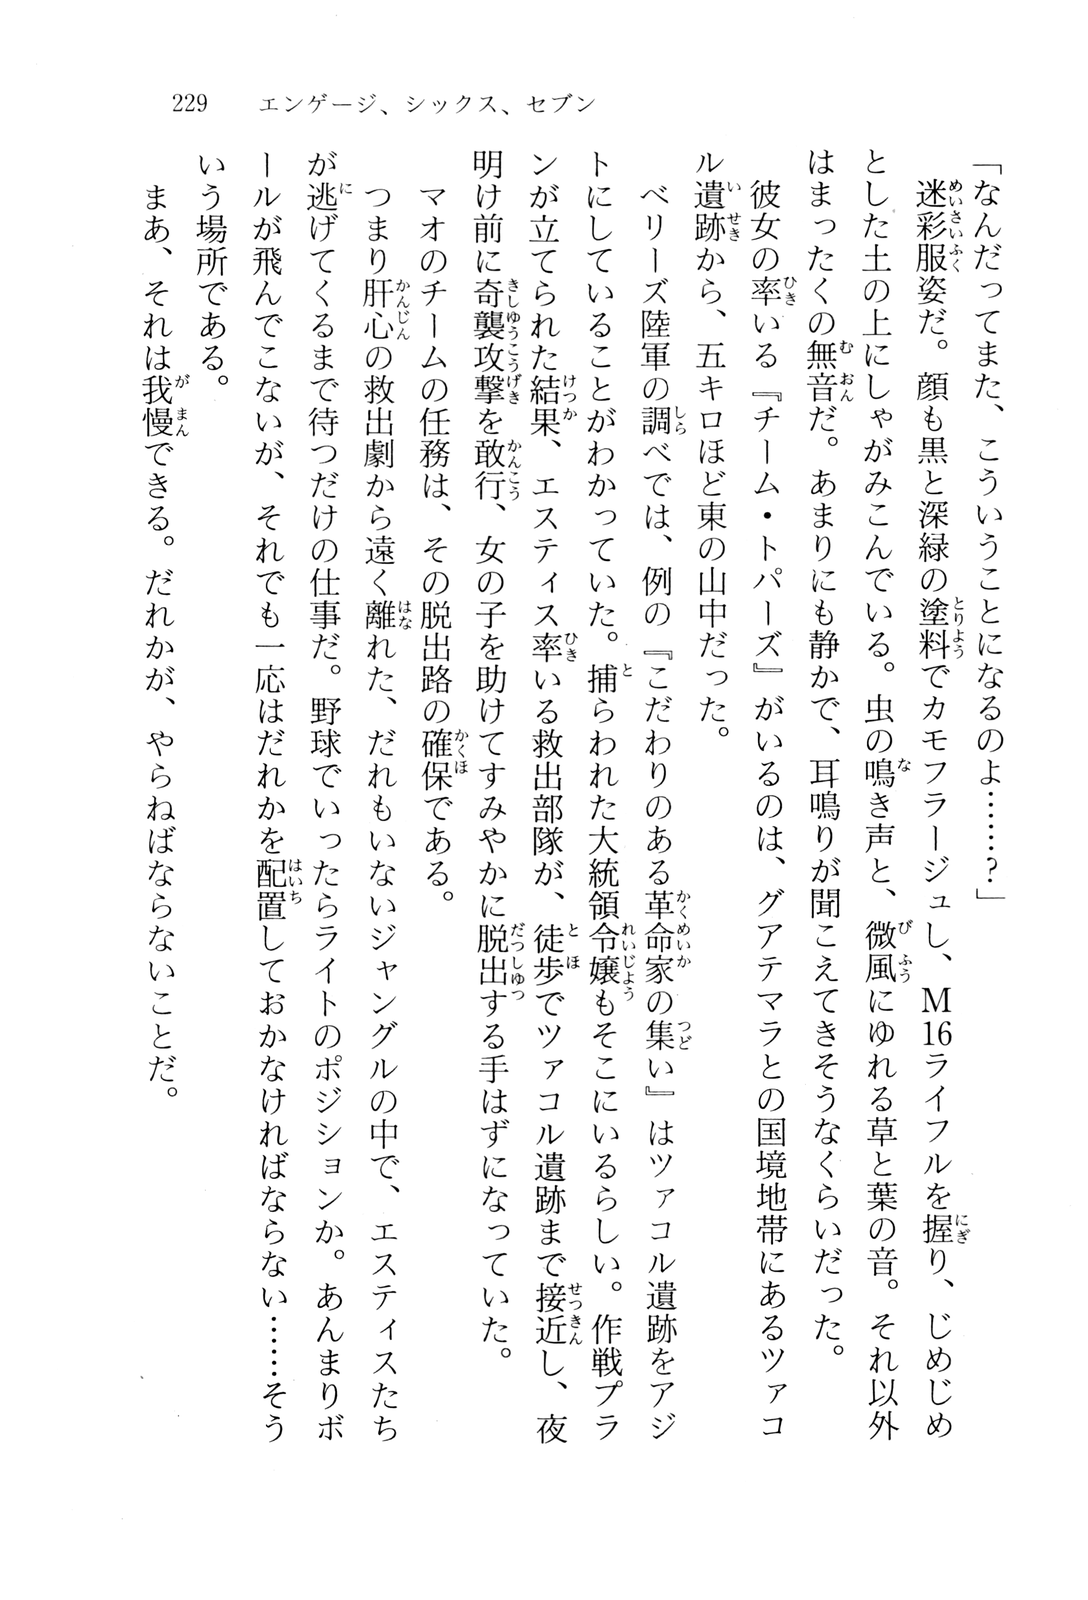 229　エンゲージ、シックス、セブン
「なんだってまた、こういうことになるのよ……？」
　迷彩服姿だ。顔も黒と深緑の塗料でカモフラージュし、M16ライフルを握り、じめじめ
とした土の上にしゃがみこんでいる。虫の鳴き声と、微風にゆれる草と葉の音。それ以外
はまったくの無音だ。あまりにも静かで、耳鳴りが聞こえてきそうなくらいだった。
　彼女の率いる『チーム・トパーズ』がいるのは、グアテマラとの国境地帯にあるツァコ
ル遺跡から、五キロほど東の山中だった。
　ベリーズ陸軍の調べでは、例の『こだわりのある革命家の集い』はツァコル遺跡をアジ
トにしていることがわかっていた。捕らわれた大統領令嬢もそこにいるらしい。作戦プラ
ンが立てられた結果、エスティス率いる救出部隊が、徒歩でツァコル遺跡まで接近し、夜
明け前に奇襲攻撃を敢行、女の子を助けてすみやかに脱出する手はずになっていた。
　マオのチームの任務は、その脱出路の確保である。
　つまり肝心の救出劇から遠く離れた、だれもいないジャングルの中で、エスティスたち
が逃げてくるまで待つだけの仕事だ。野球でいったらライトのポジションか。あんまりボ
ールが飛んでこないが、それでも一応はだれかを配置しておかなければならない……そう
いう場所である。
　まあ、それは我慢できる。だれかが、やらねばならないことだ。